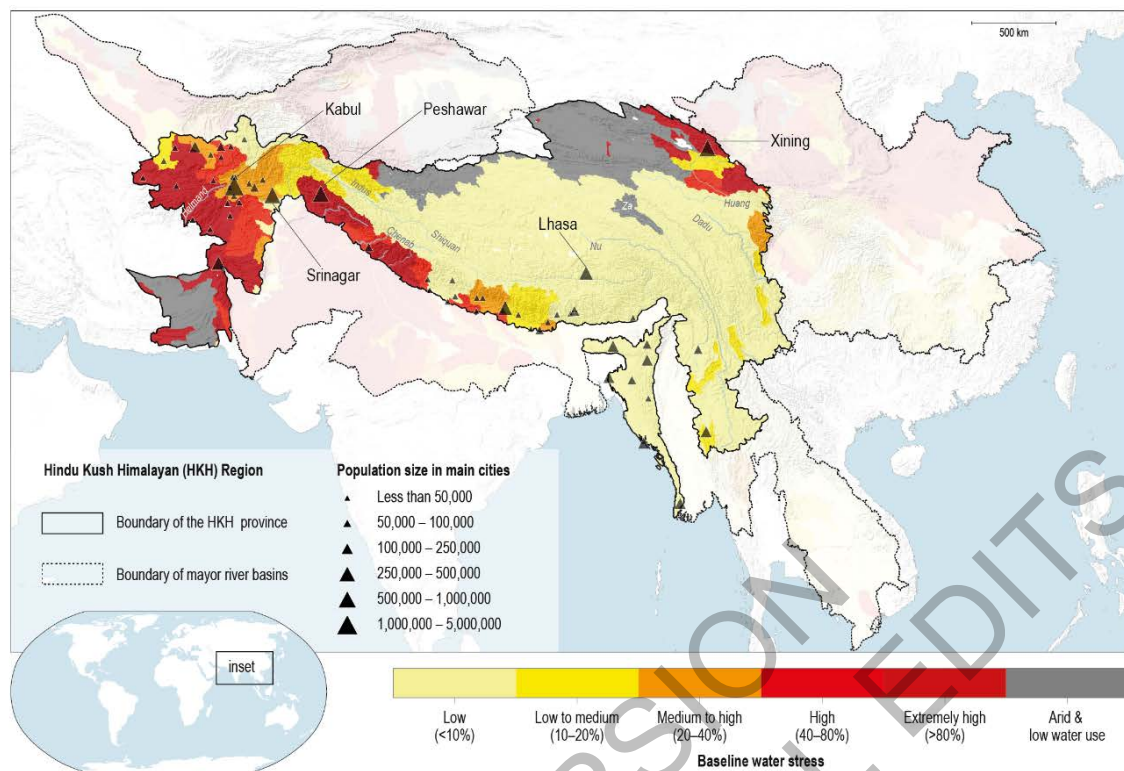 500 km
Kabul
Peshawar
Xining
Helmand
Indus
Chenab
Shiquan
Za
Huang
Dadu
Nu
Lhasa
Srinagar
Hindu Kush Himalayan (HKH) Region
Boundary of the HKH province
Boundary of mayor river basins
Population size in main cities
Less than 50,000
50,000 – 100,000
100,000 – 250,000
250,000 – 500,000
500,000 – 1,000,000
1,000,000 – 5,000,000
inset
Low
(<10%)
Low to medium
(10–20%)
Medium to high
(20–40%)
High
(40–80%)
Extremely high
(>80%)
Arid &
low water use
Baseline water stress
RSION
EDITS